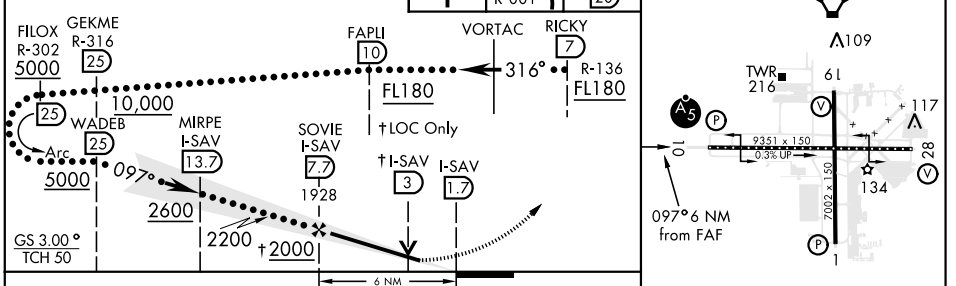 R-001
20
FILOX
R-302
5000
25
GEKME
R-316
25
10,000
FAPLI
10
FL180
VORTAC
316°
RICKY
7
R-136
FL180
Arc
5000
WADEB
25
097°
MIRPE
I-SAV
13.7
2600
2200
SOVIE
I-SAV
7.7
1928
†2000
†LOC Only
†I-SAV
3
I-SAV
1.7
GS 3.00°
TCH 50
6 NM
109
TWR
216
19
V
117
A5
P
10
9351 x 150
0.3% UP
28
V
134
7002 x 150
097° 6 NM
from FAF
P
1